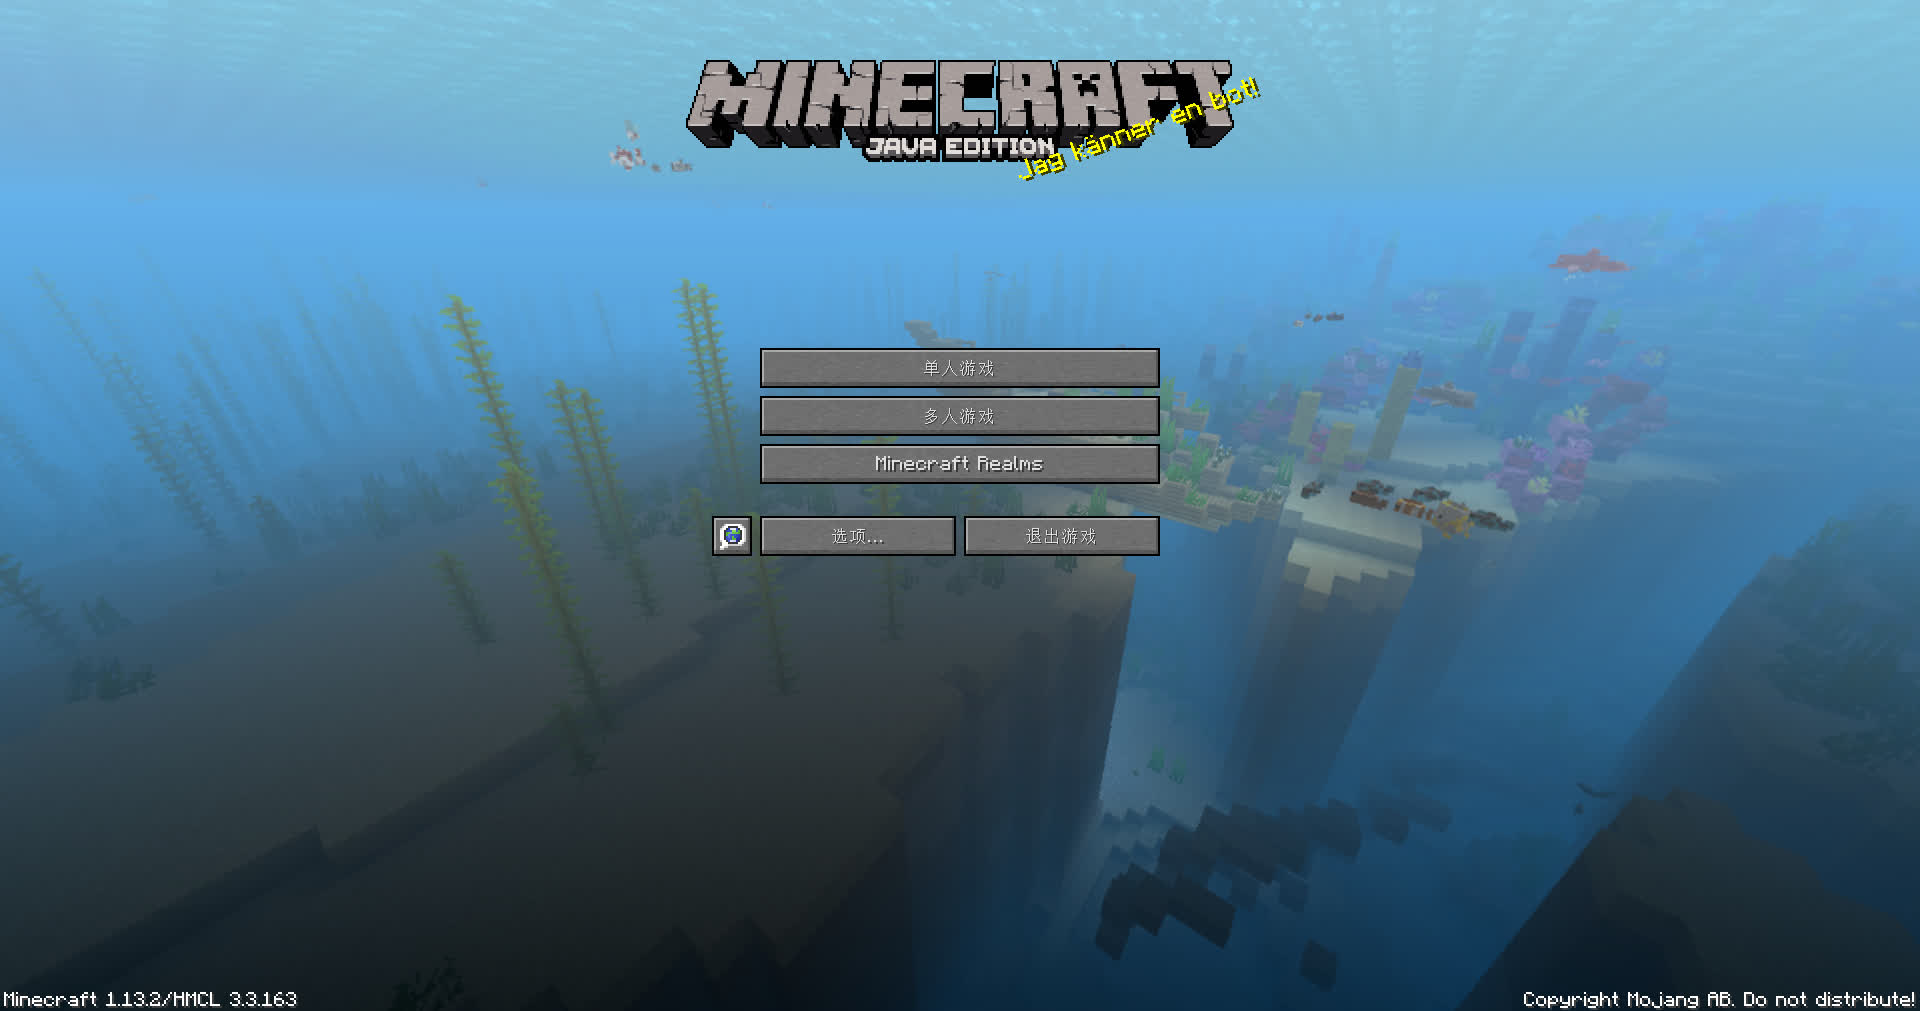 MINECRAFT
JAVA EDITION
Jag känner en bot!
单人游戏
多人游戏
Minecraft Realms
选项...
退出游戏
Minecraft 1.13.2/HMCL 3.3.163
Copyright Mojang AB. Do not distribute!